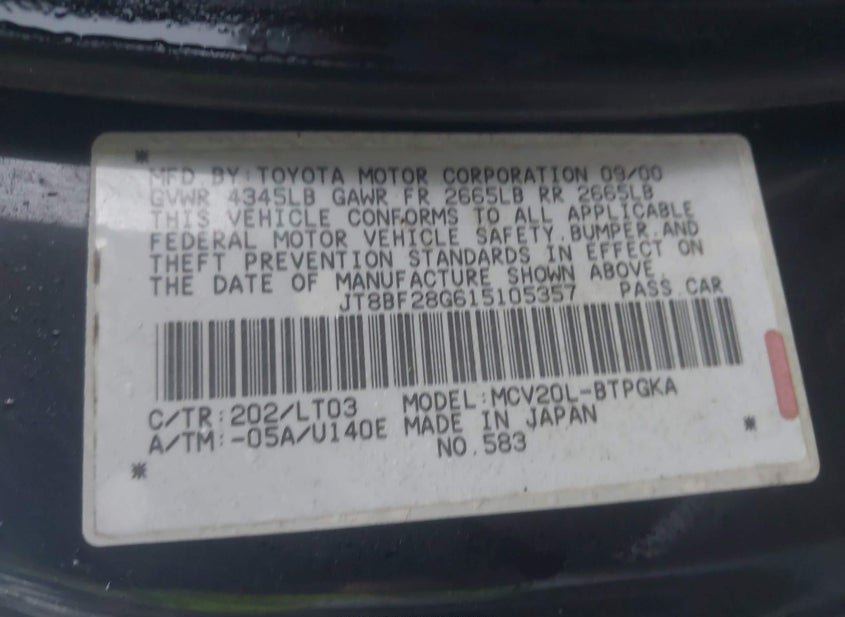 MFD BY: TOYOTA MOTOR CORPORATION 09/00
GVWR 4345LB GAWR FR 2665LB RR 2665LB
THIS VEHICLE CONFORMS TO ALL APPLICABLE
FEDERAL MOTOR VEHICLE SAFETY, BUMPER, AND
THEFT PREVENTION STANDARDS IN EFFECT ON
THE DATE OF MANUFACTURE SHOWN ABOVE.
JT8BF28G615105357 PASS CAR
C/TR: 202/LT03 MODEL: MCV20L-BTPGKA
A/TM: -05A/U140E MADE IN JAPAN
NO. 583